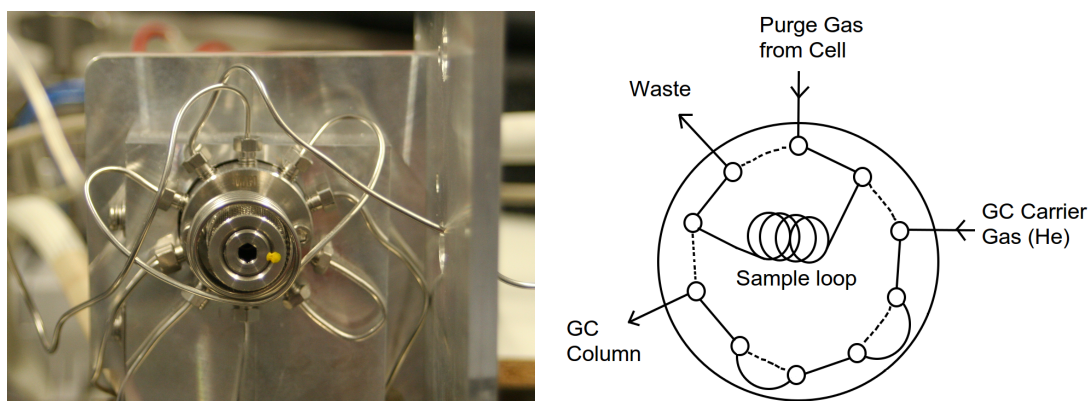 Purge Gas
from Cell
Waste
GC Carrier
Gas (He)
Sample loop
GC
Column